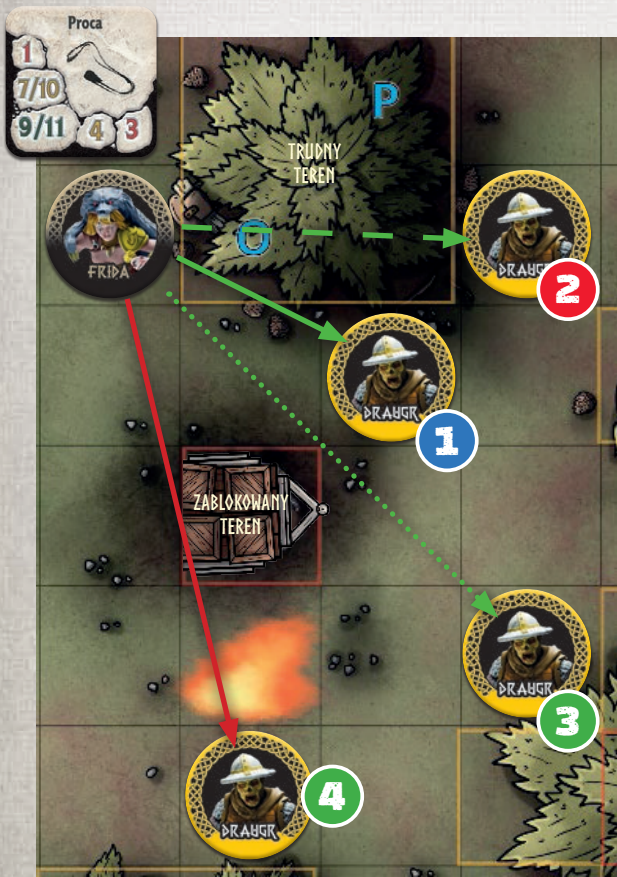 Proca
1
7/10
9/11 4 3
P
TRUDNY
TEREN
O
FRIDA
DRAUGR
2
DRAUGR
1
ZABLOKOWANY
TEREN
DRAUGR
3
DRAUGR
4